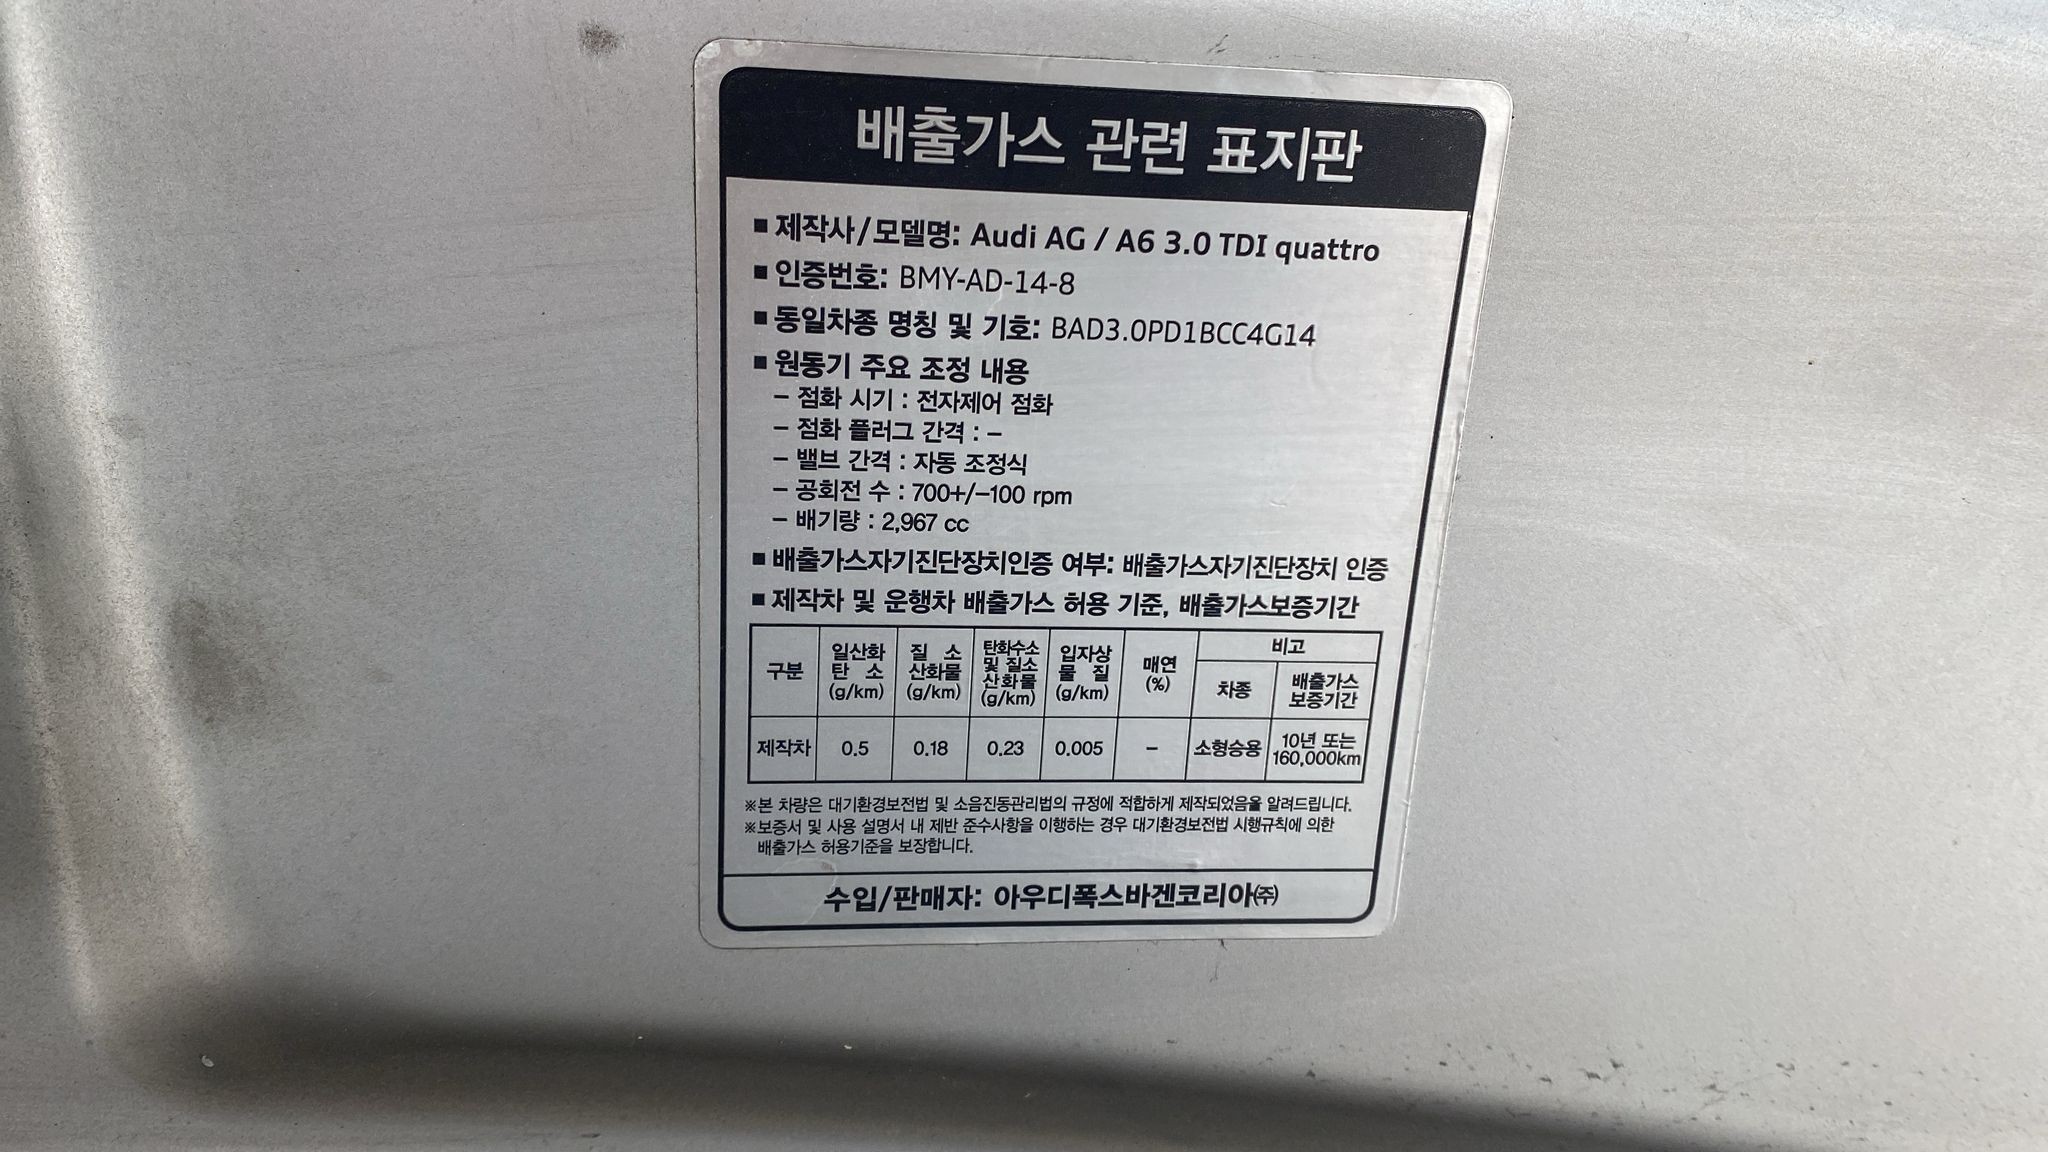 배출가스 관련 표지판
■ 제작사/모델명: Audi AG / A6 3.0 TDI quattro
■ 인증번호: BMY-AD-14-8
■ 동일차종 명칭 및 기호: BAD3.0PD1BCC4G14
■ 원동기 주요 조정 내용
– 점화 시기 : 전자제어 점화
– 점화 플러그 간격 : –
– 밸브 간격 : 자동 조정식
– 공회전 수 : 700+/-100 rpm
– 배기량 : 2,967 cc
■ 배출가스자기진단장치인증 여부: 배출가스자기진단장치 인증
■ 제작차 및 운행차 배출가스 허용 기준, 배출가스보증기간
구분 일산화 탄소 (g/km) 질소 산화물 (g/km) 탄화수소 및 질소 산화물 (g/km) 입자상 물질 (g/km) 매연 (%) 비고
차종 배출가스 보증기간
제작차 0.5 0.18 0.23 0.005 – 소형승용 10년 또는 160,000km
※본 차량은 대기환경보전법 및 소음진동관리법의 규정에 적합하게 제작되었음을 알려드립니다.
※보증서 및 사용 설명서 내 제반 준수사항을 이행하는 경우 대기환경보전법 시행규칙에 의한
배출가스 허용기준을 보장합니다.
수입/판매자: 아우디폭스바겐코리아㈜